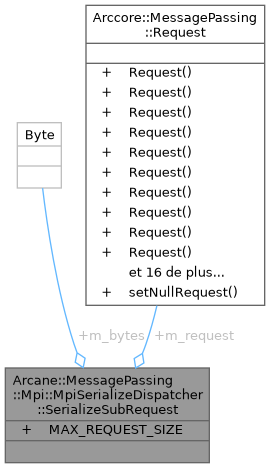 Arccore::MessagePassing
::Request
+ Request()
+ Request()
+ Request()
+ Request()
+ Request()
+ Request()
+ Request()
+ Request()
+ Request()
+ Request()
et 16 de plus...
+ setNullRequest()
Byte
+m_bytes
+m_request
Arcane::MessagePassing
::Mpi::MpiSerializeDispatcher
::SerializeSubRequest
+ MAX_REQUEST_SIZE